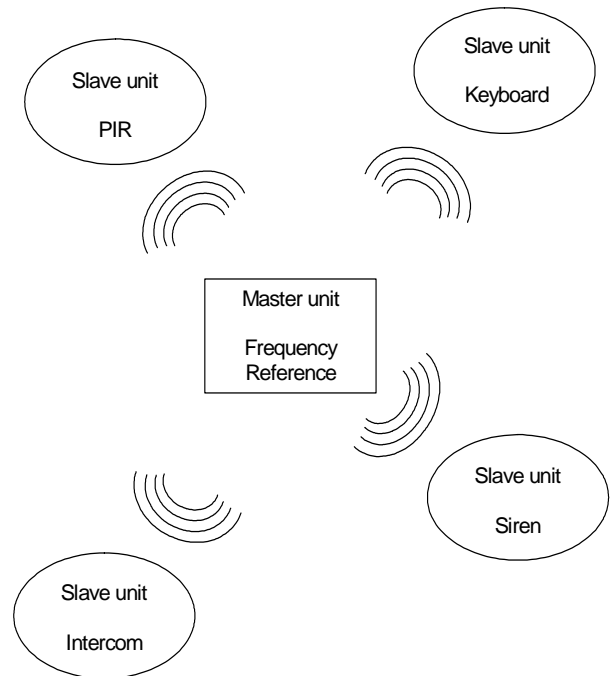 Slave unit
PIR
Slave unit
Keyboard
Master unit
Frequency
Reference
Slave unit
Siren
Slave unit
Intercom